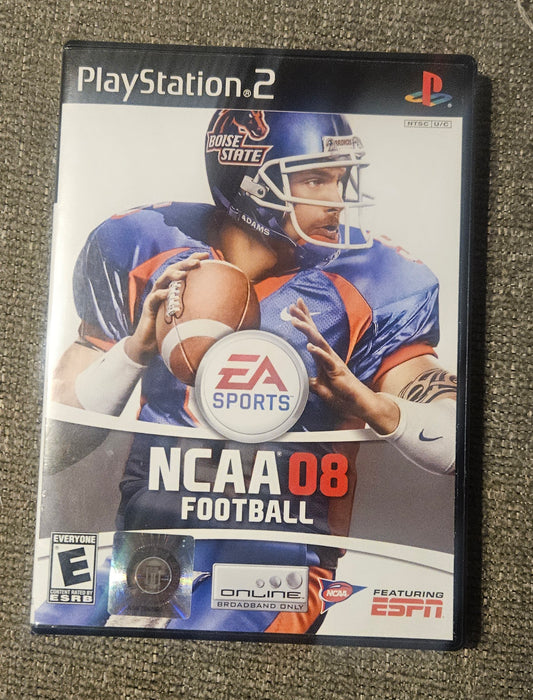 PlayStation®2
NTSC U/C
BOISE
STATE
BRONCOS
ADAMS
EA
SPORTS
NCAA® 08
FOOTBALL
EVERYONE
E
CONTENT RATED BY
ESRB
ONLINE
BROADBAND ONLY
NCAA
FEATURING
ESPN